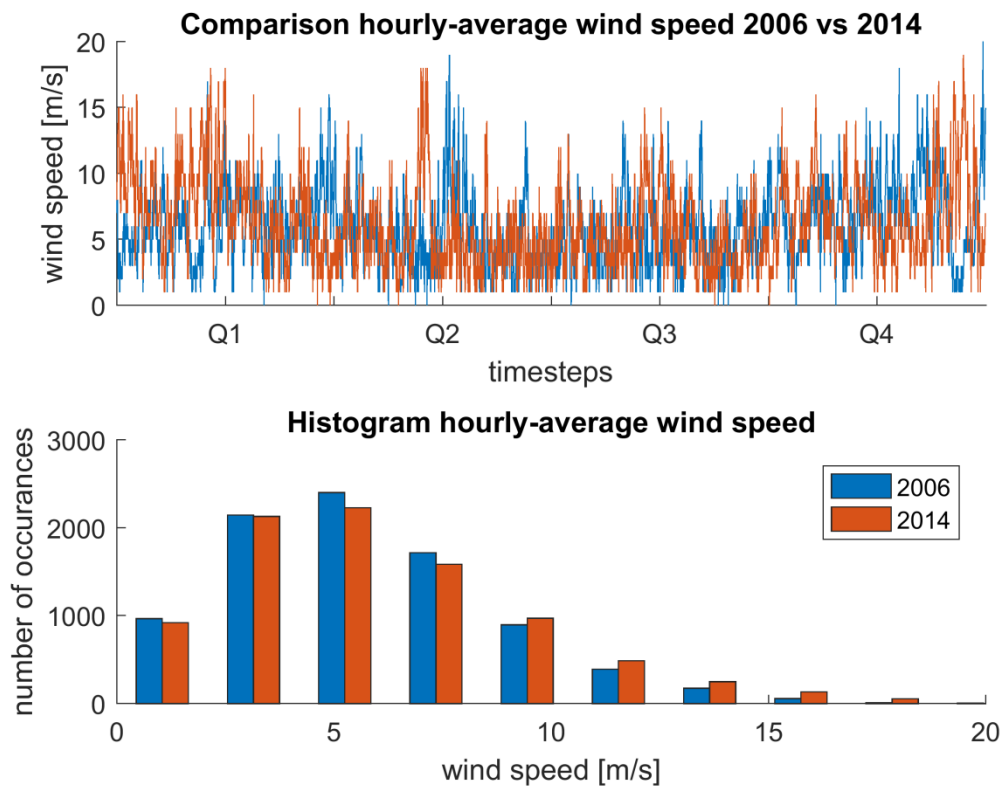 Comparison hourly-average wind speed 2006 vs 2014
20
15
10
5
0
wind speed [m/s]
Q1 Q2 Q3 Q4
timesteps
Histogram hourly-average wind speed
3000
2000
1000
0
number of occurances
2006
2014
0 5 10 15 20
wind speed [m/s]